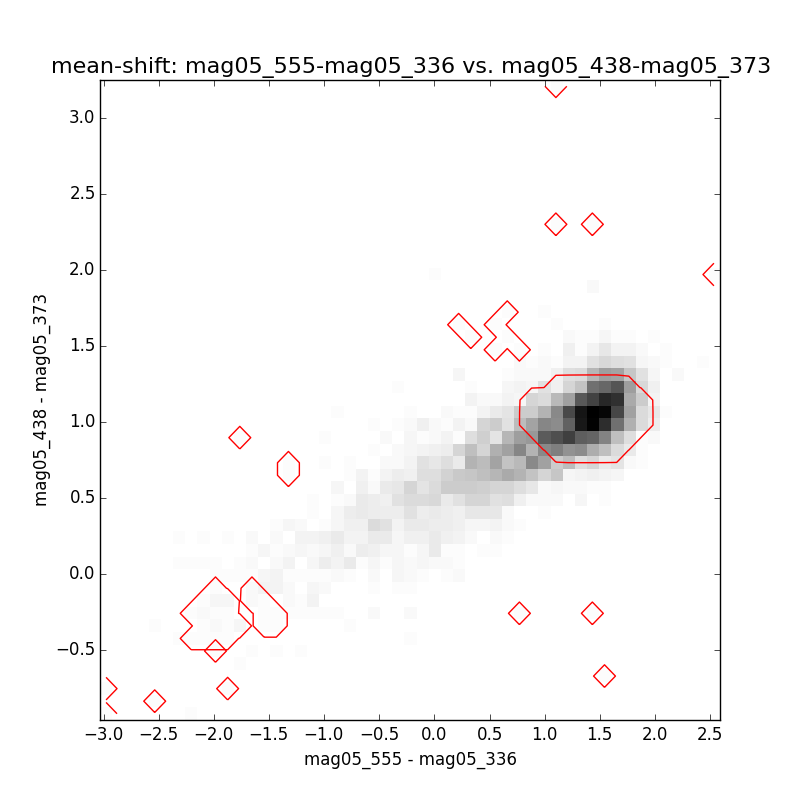 mean-shift: mag05_555-mag05_336 vs. mag05_438-mag05_373
3.0
2.5
2.0
1.5
1.0
0.5
0.0
−0.5
mag05_438 - mag05_373
−3.0 −2.5 −2.0 −1.5 −1.0 −0.5 0.0 0.5 1.0 1.5 2.0 2.5
mag05_555 - mag05_336